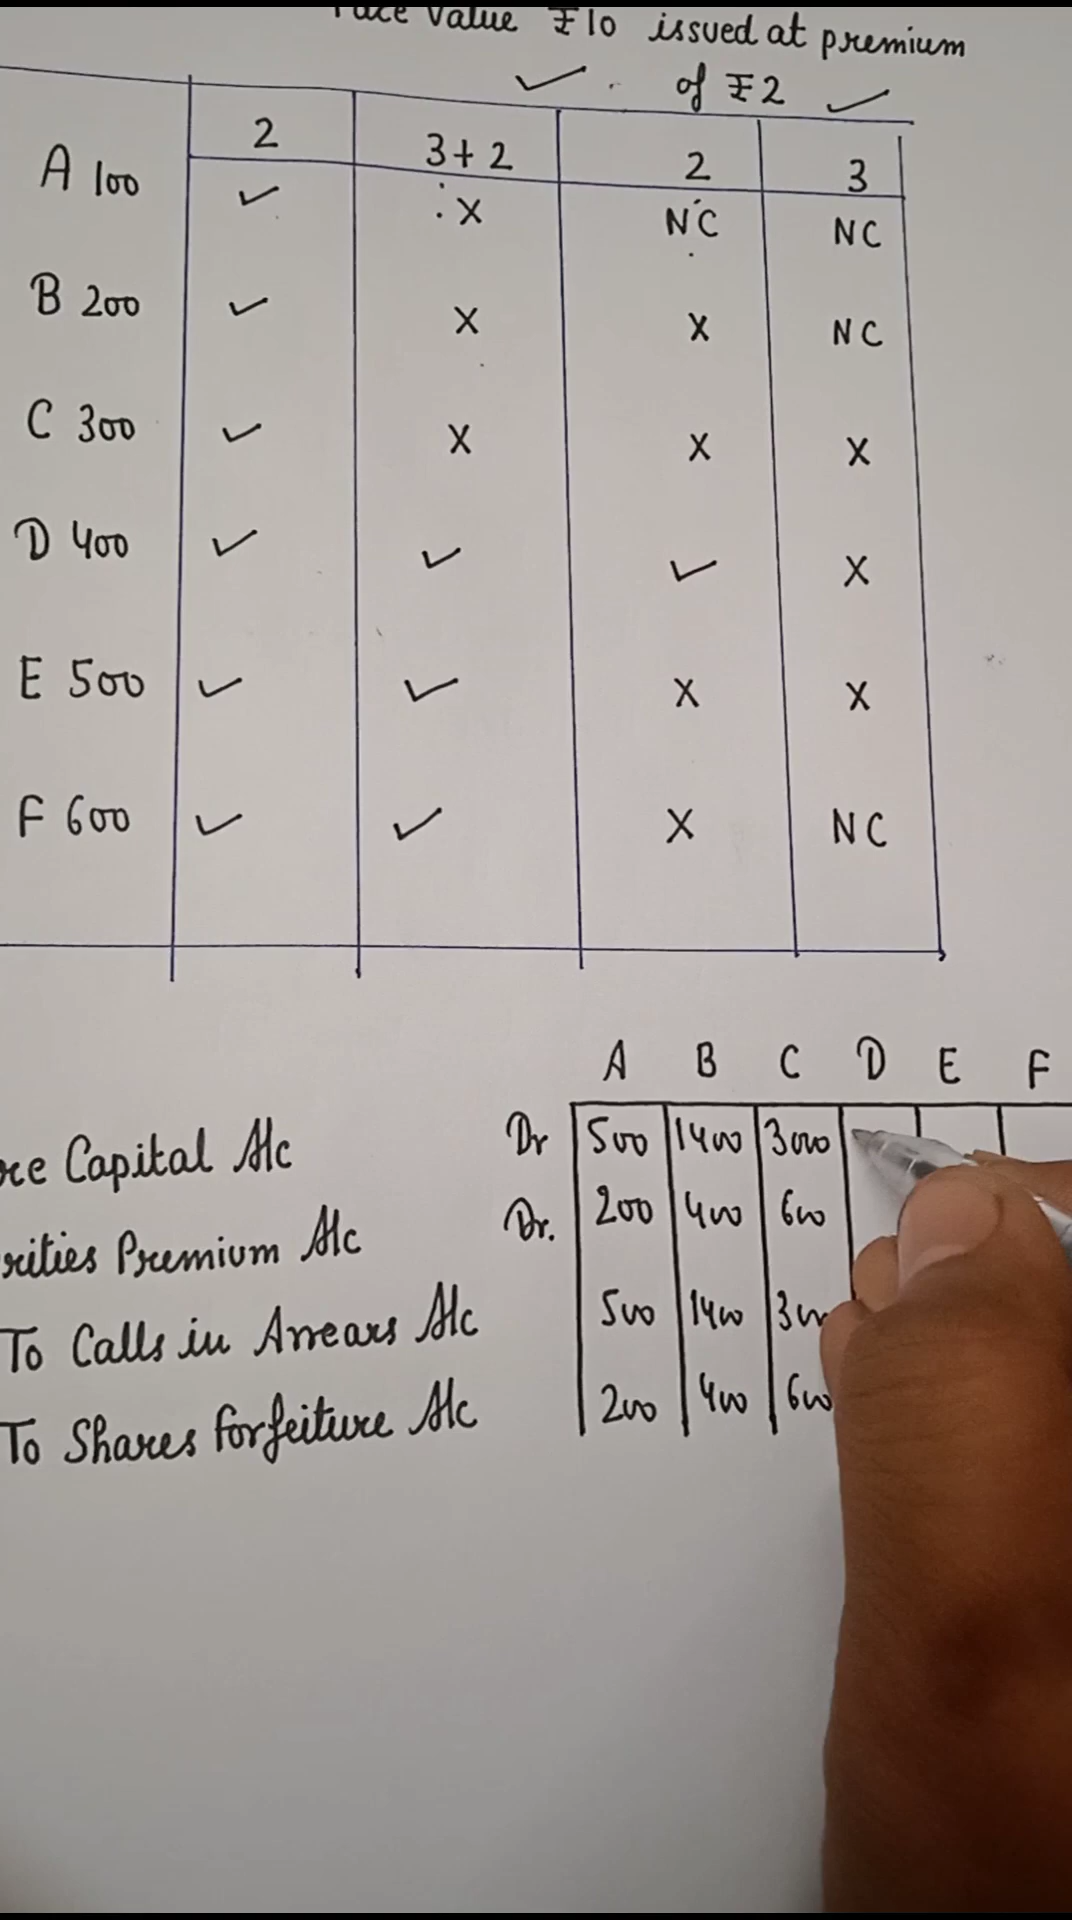 Face Value ₹10 issued at premium
of ₹2
2 3+2 2 3
A 100 ✓ X NC NC
B 200 ✓ X X NC
C 300 ✓ X X X
D 400 ✓ ✓ ✓ X
E 500 ✓ ✓ X X
F 600 ✓ ✓ X NC
A B C D E F
Capital A/c Dr 500 1400 3000
Premium A/c Dr. 200 400 600
To Calls in Arrears A/c 500 1400
To Shares forfeiture A/c 200 400 600